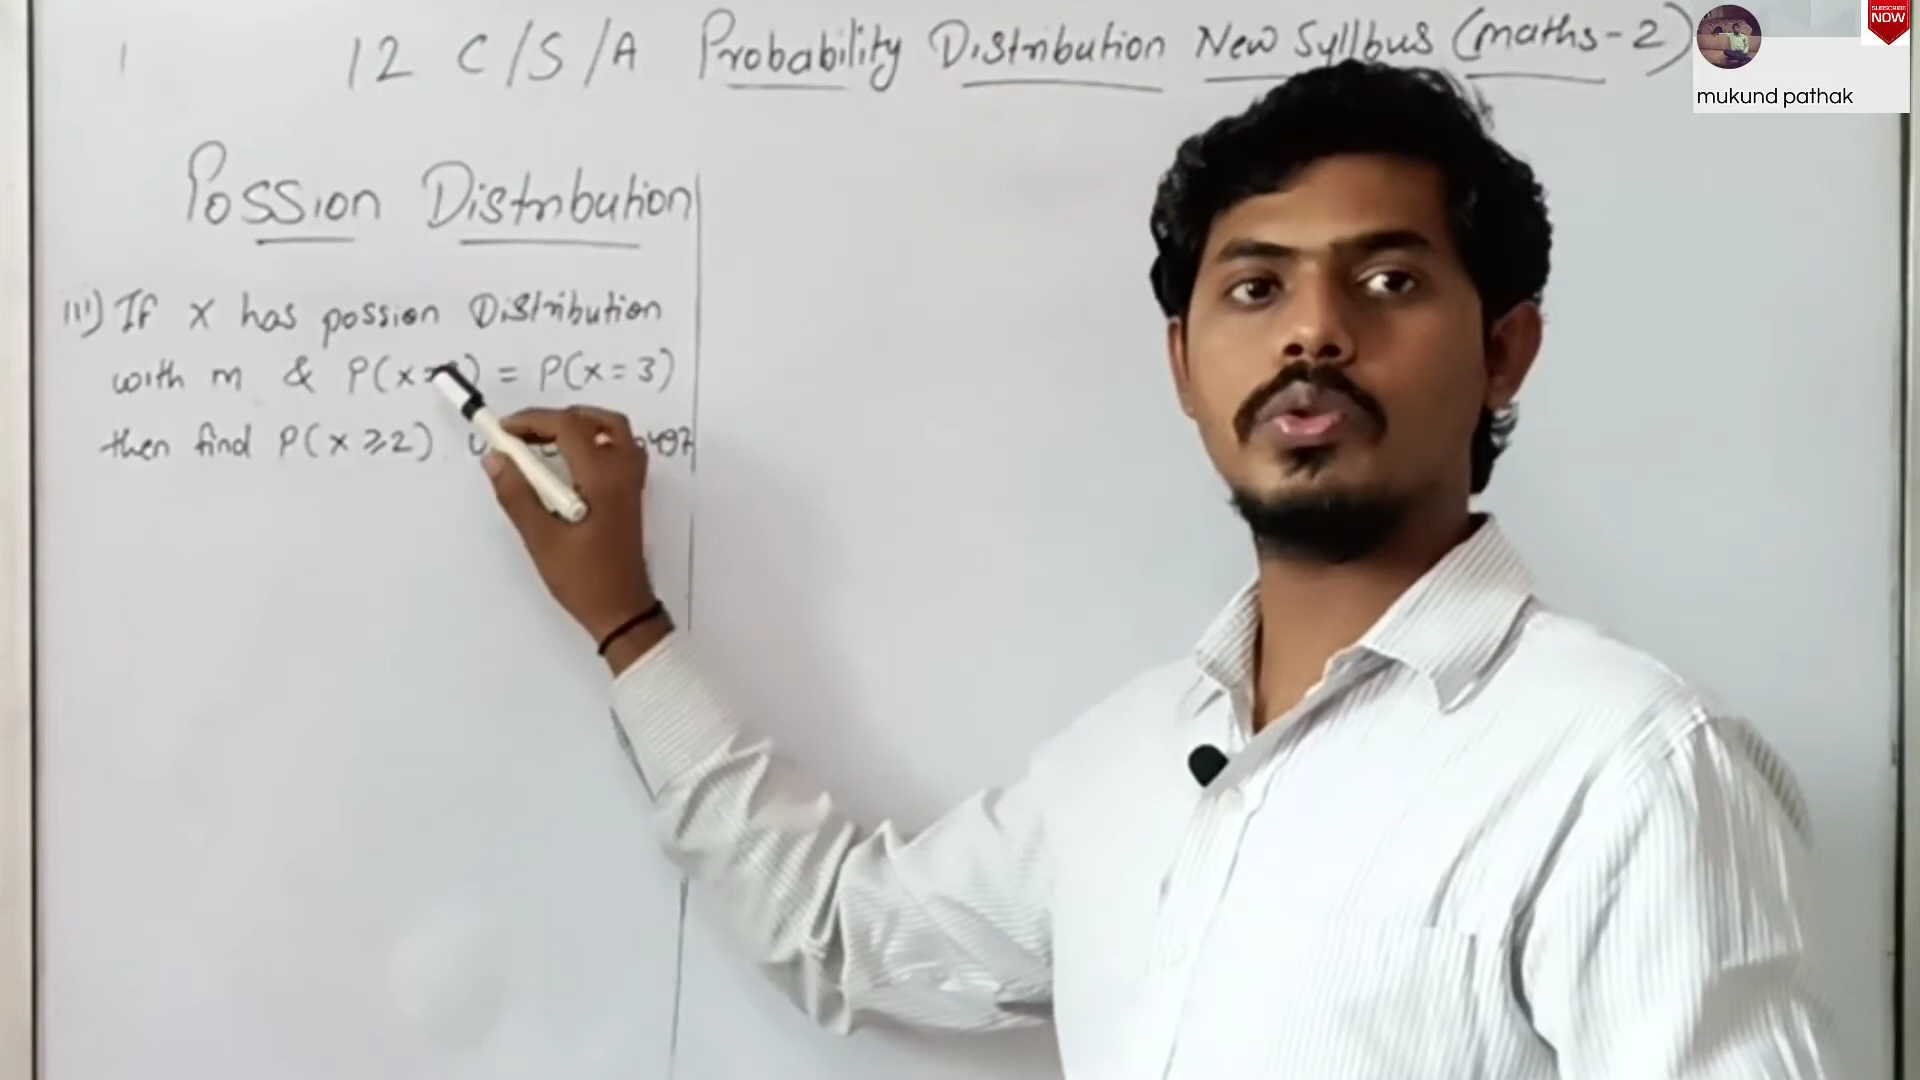 12 C/S/A Probability Distribution New Syllbus (maths-2)
SUBSCRIBE
NOW
mukund pathak
Possion Distribution
III) If X has possion Distribution
with m & P(x= ) = P(x=3)
then find P(x ≥2)